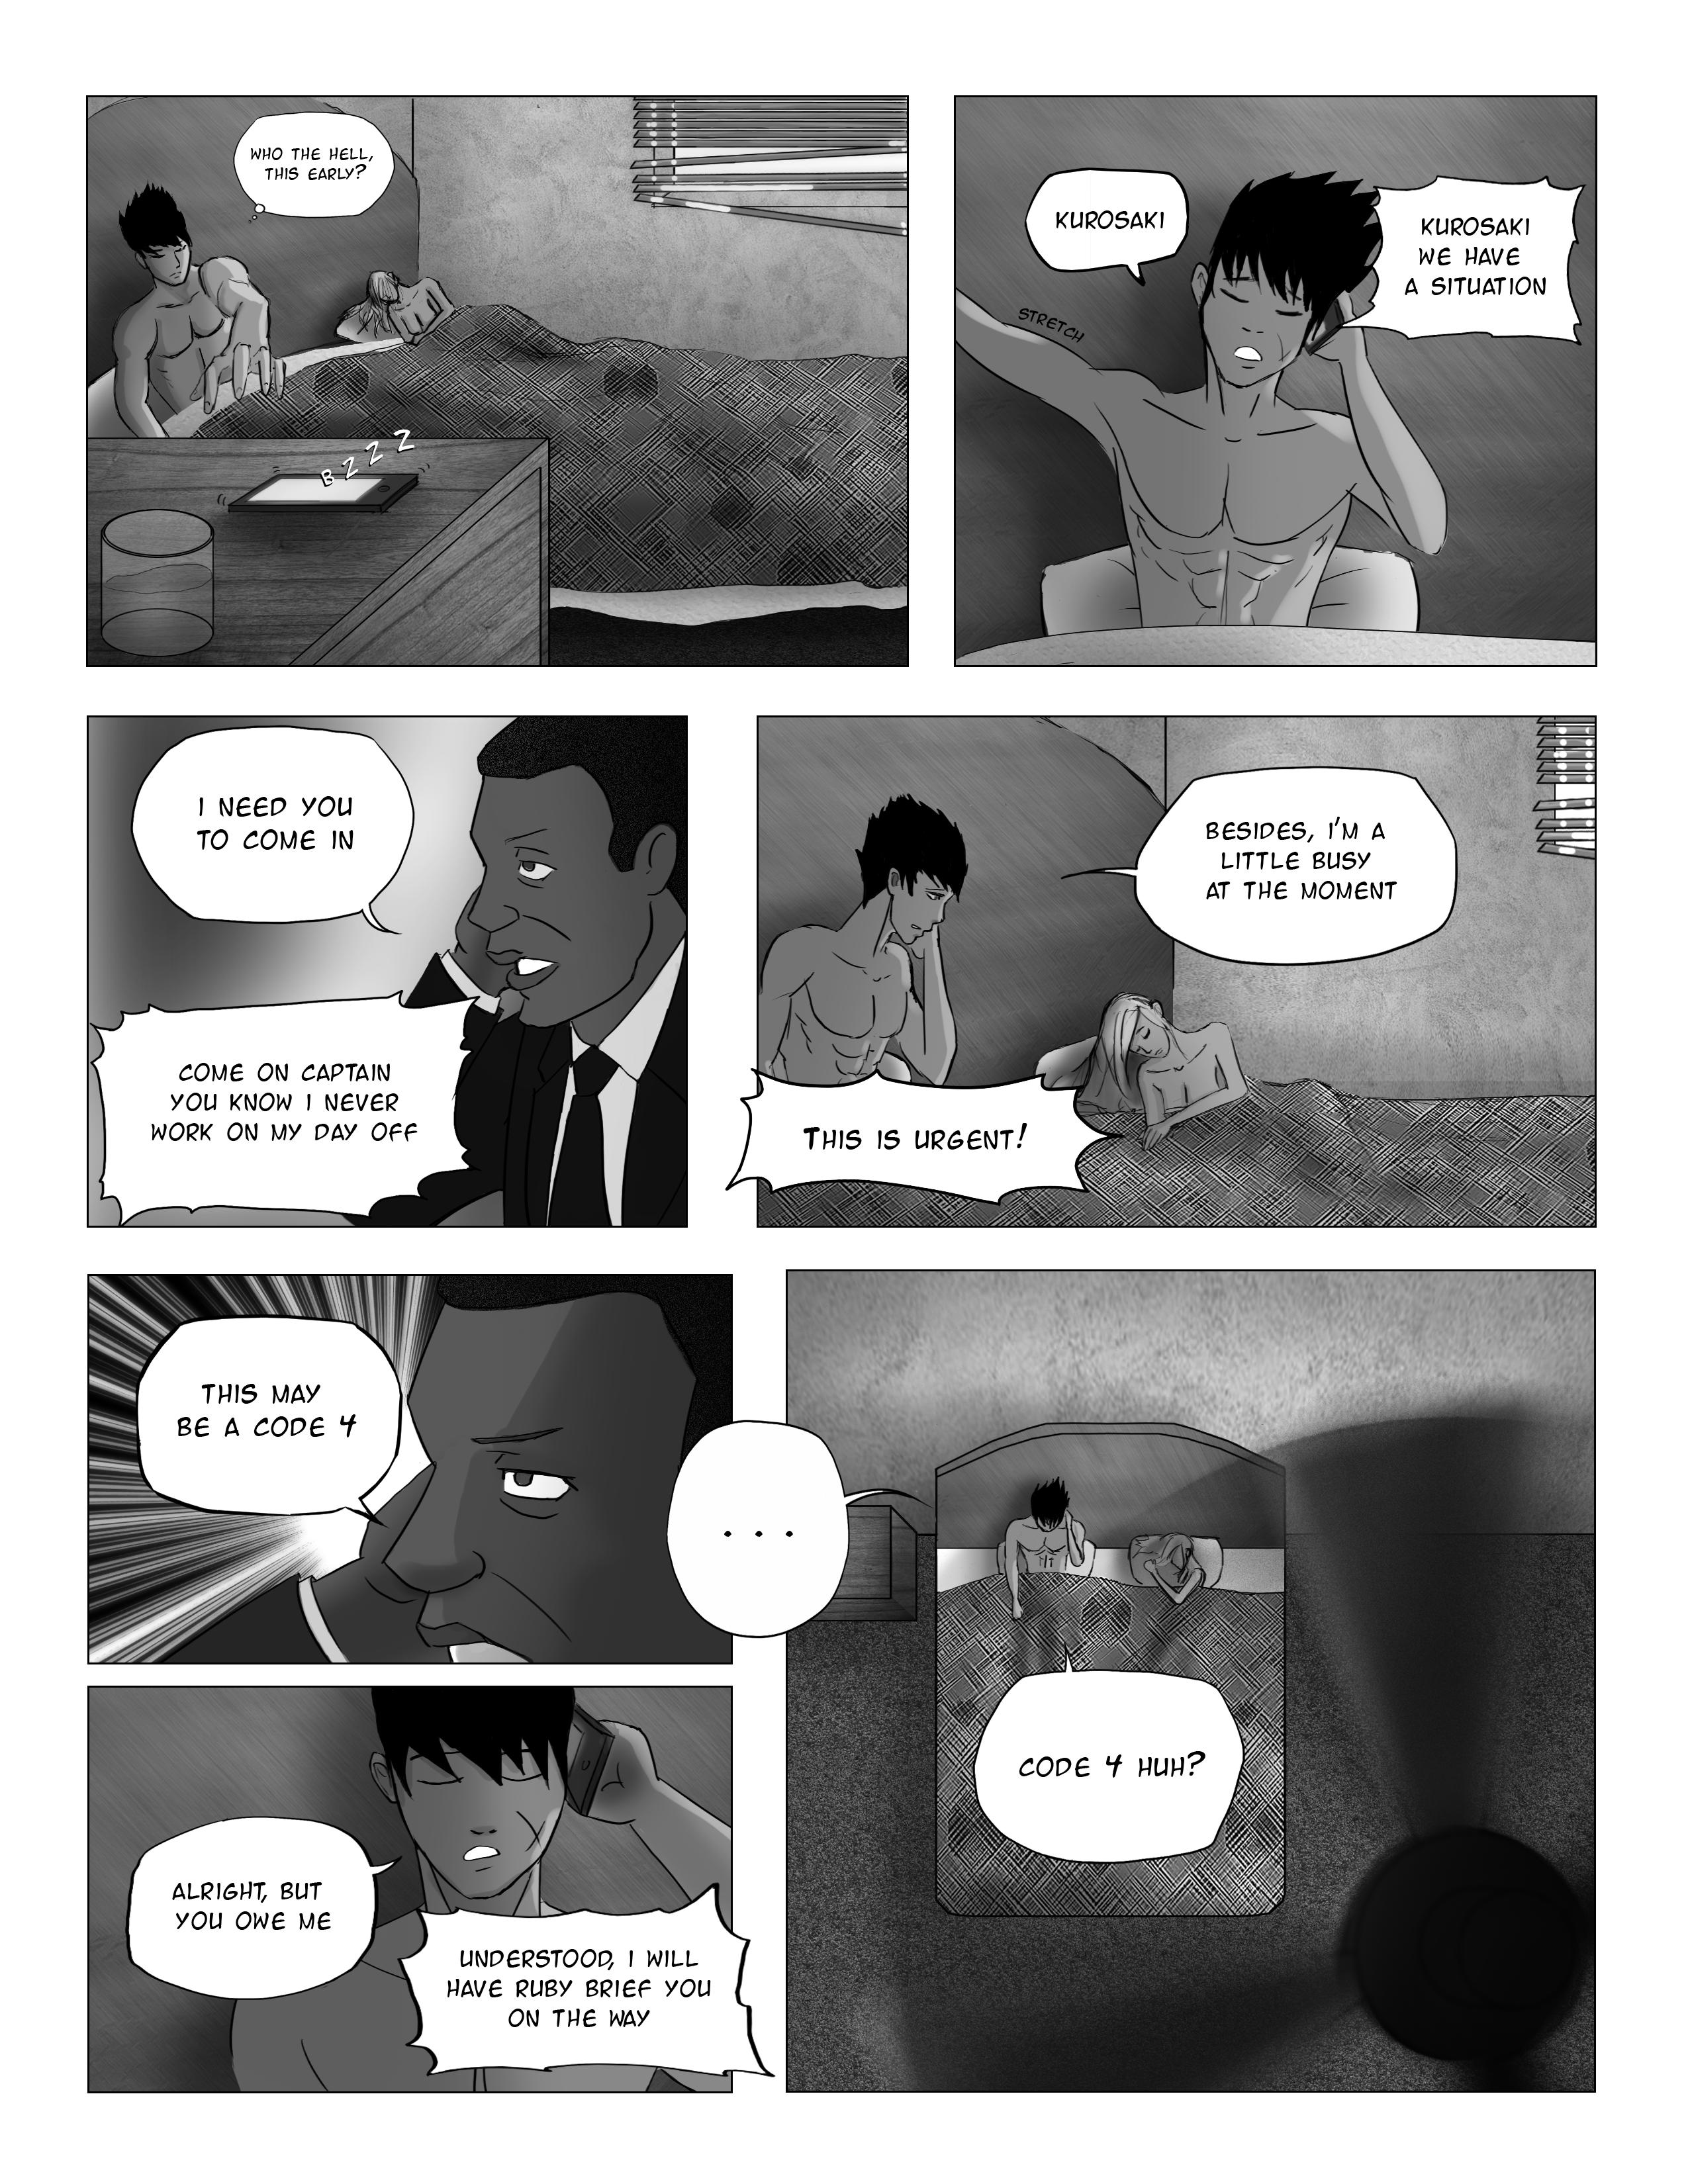 WHO THE HELL,
THIS EARLY?
BZZZ
KUROSAKI
STRETCH
KUROSAKI
WE HAVE
A SITUATION
I NEED YOU
TO COME IN
COME ON CAPTAIN
YOU KNOW I NEVER
WORK ON MY DAY OFF
BESIDES, I'M A
LITTLE BUSY
AT THE MOMENT
THIS IS URGENT!
THIS MAY
BE A CODE 4
. . .
CODE 4 HUH?
ALRIGHT, BUT
YOU OWE ME
UNDERSTOOD, I WILL
HAVE RUBY BRIEF YOU
ON THE WAY